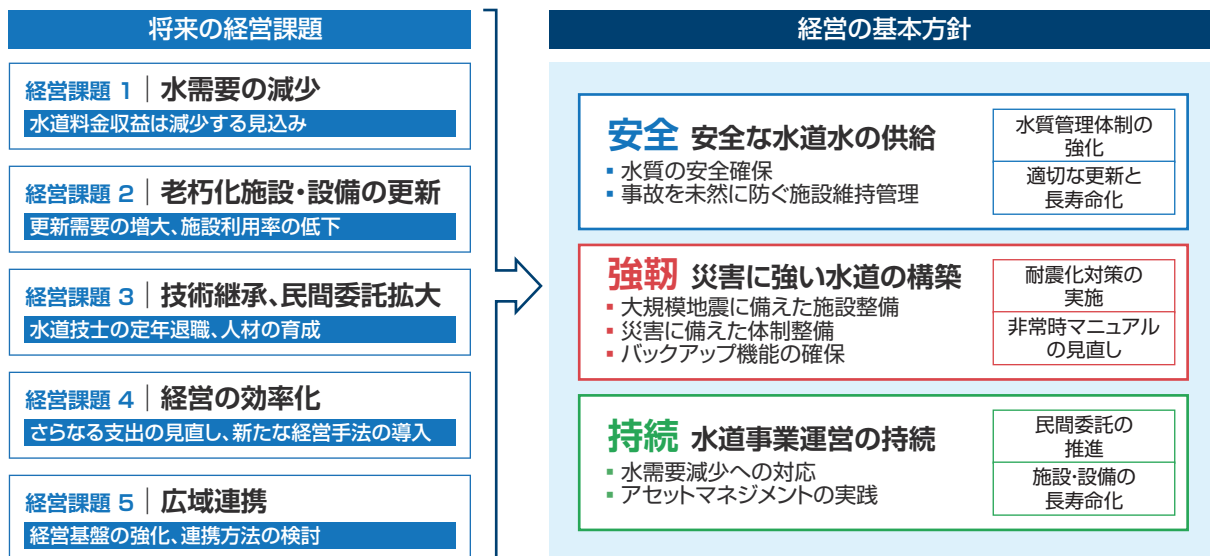 将来の経営課題
経営課題 1｜水需要の減少
水道料金収益は減少する見込み
経営課題 2｜老朽化施設・設備の更新
更新需要の増大、施設利用率の低下
経営課題 3｜技術継承、民間委託拡大
水道技士の定年退職、人材の育成
経営課題 4｜経営の効率化
さらなる支出の見直し、新たな経営手法の導入
経営課題 5｜広域連携
経営基盤の強化、連携方法の検討
経営の基本方針
安全 安全な水道水の供給
▪ 水質の安全確保
▪ 事故を未然に防ぐ施設維持管理
水質管理体制の
強化
適切な更新と
長寿命化
強靭 災害に強い水道の構築
▪ 大規模地震に備えた施設整備
▪ 災害に備えた体制整備
▪ バックアップ機能の確保
耐震化対策の
実施
非常時マニュアル
の見直し
持続 水道事業運営の持続
▪ 水需要減少への対応
▪ アセットマネジメントの実践
民間委託の
推進
施設・設備の
長寿命化